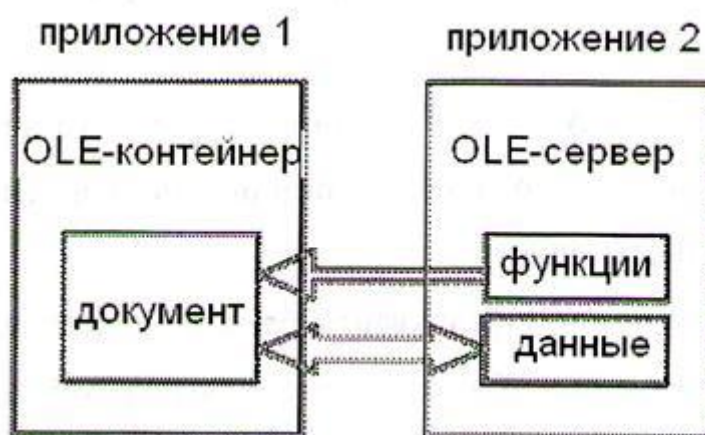 приложение 1
приложение 2
OLE-контейнер
OLE-сервер
документ
функции
данные